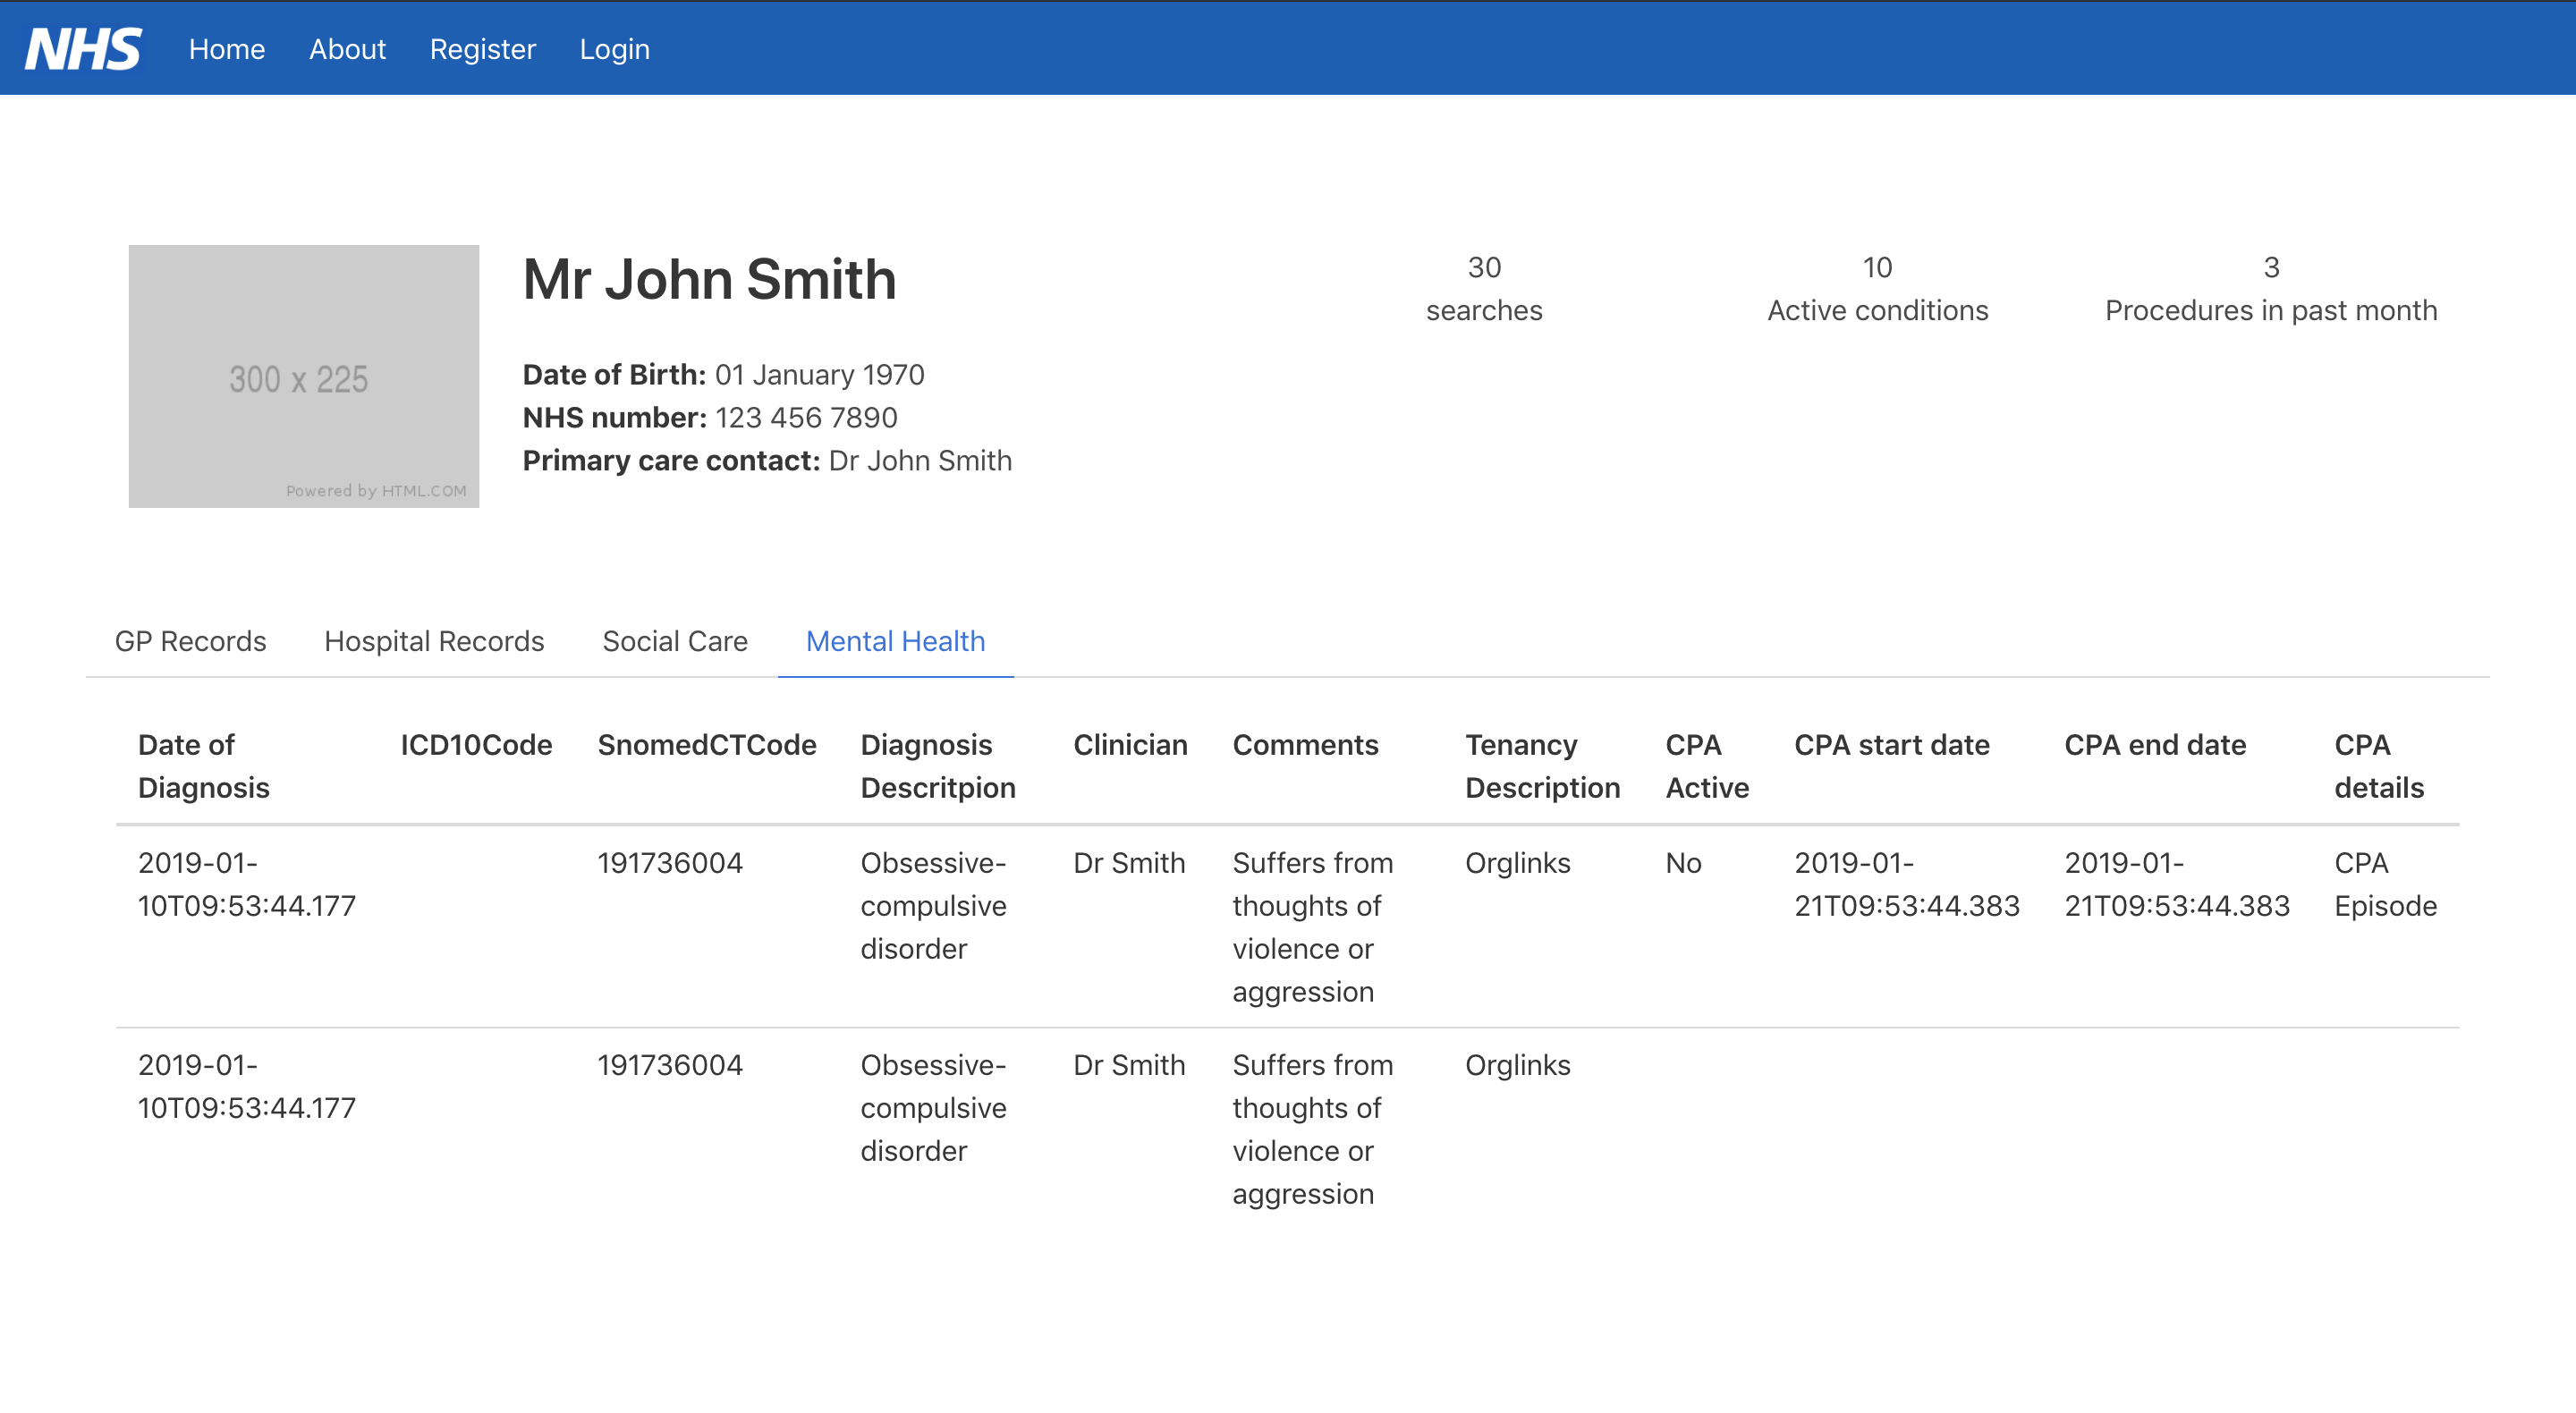 NHS Home About Register Login
300 x 225
Powered by HTML.COM
Mr John Smith
Date of Birth: 01 January 1970
NHS number: 123 456 7890
Primary care contact: Dr John Smith
30
searches
10
Active conditions
3
Procedures in past month
GP Records Hospital Records Social Care Mental Health
Date of
Diagnosis
ICD10Code
SnomedCTCode
Diagnosis
Descritpion
Clinician
Comments
Tenancy
Description
CPA
Active
CPA start date
CPA end date
CPA
details
2019-01-
10T09:53:44.177
191736004
Obsessive-
compulsive
disorder
Dr Smith
Suffers from
thoughts of
violence or
aggression
Orglinks
No
2019-01-
21T09:53:44.383
2019-01-
21T09:53:44.383
CPA
Episode
2019-01-
10T09:53:44.177
191736004
Obsessive-
compulsive
disorder
Dr Smith
Suffers from
thoughts of
violence or
aggression
Orglinks